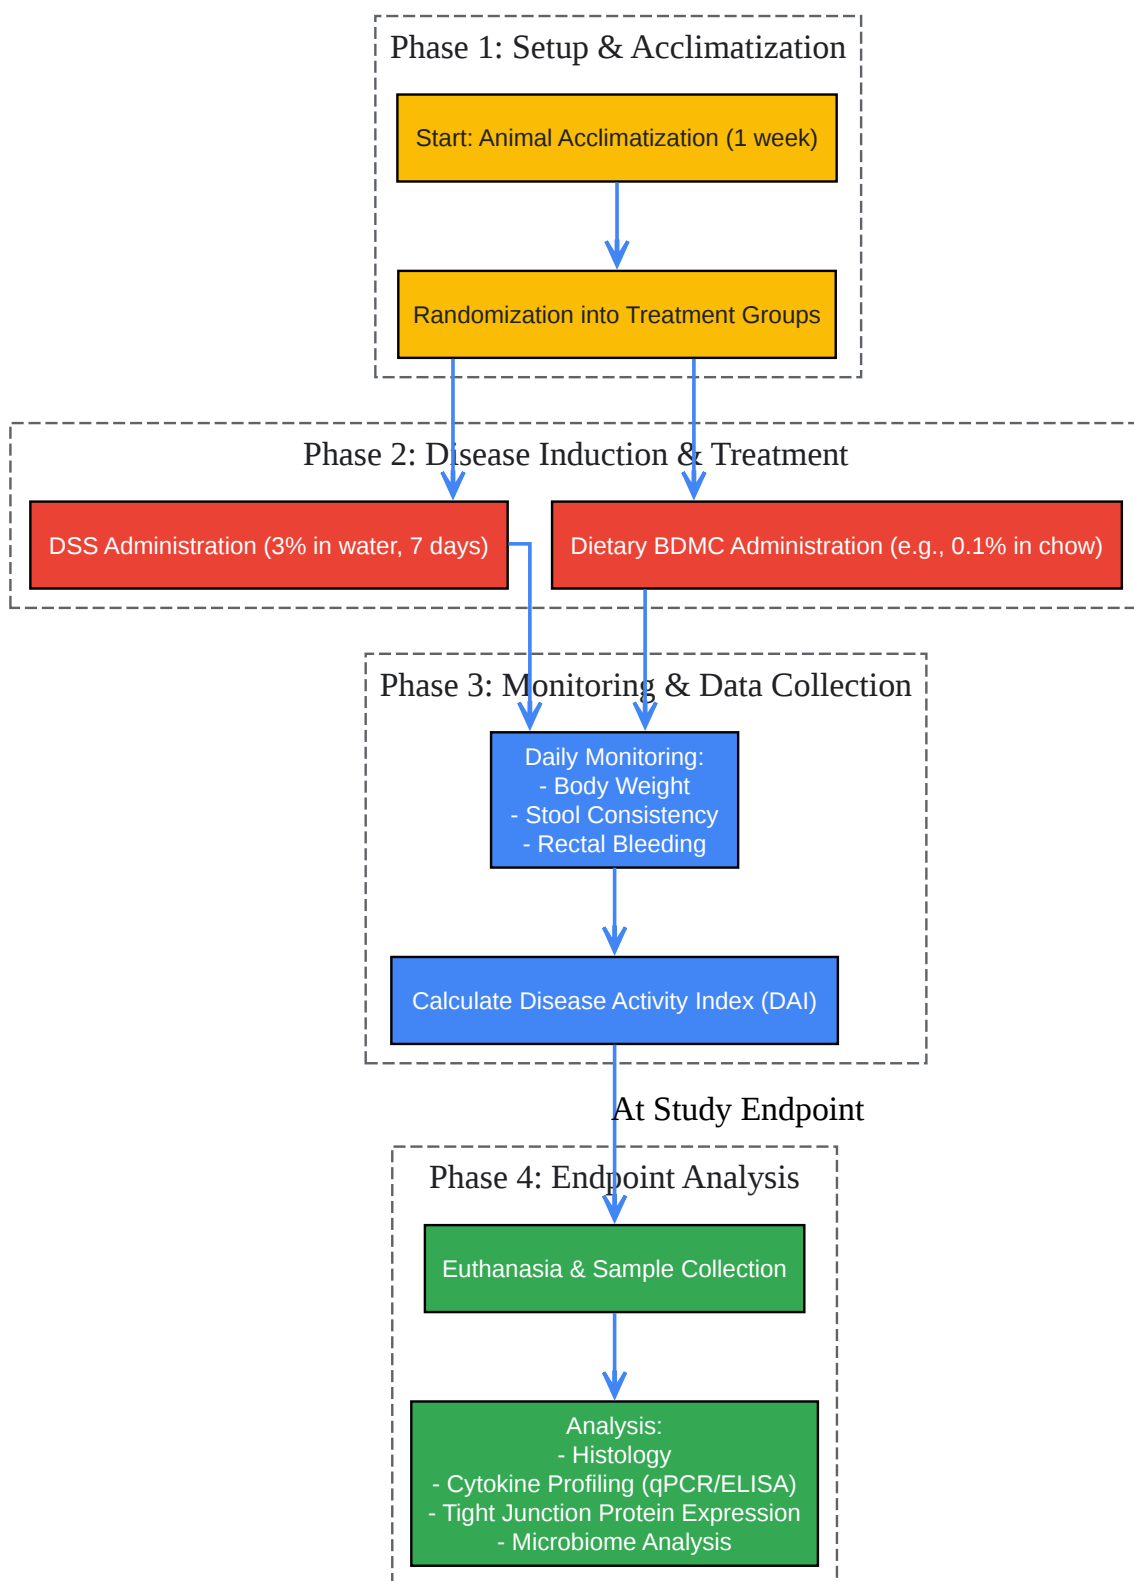 Phase 1: Setup & Acclimatization
Start: Animal Acclimatization (1 week)
Randomization into Treatment Groups
Phase 2: Disease Induction & Treatment
DSS Administration (3% in water, 7 days)
Dietary BDMC Administration (e.g., 0.1% in chow)
Phase 3: Monitoring & Data Collection
Daily Monitoring:
- Body Weight
- Stool Consistency
- Rectal Bleeding
Calculate Disease Activity Index (DAI)
At Study Endpoint
Phase 4: Endpoint Analysis
Euthanasia & Sample Collection
Analysis:
- Histology
- Cytokine Profiling (qPCR/ELISA)
- Tight Junction Protein Expression
- Microbiome Analysis